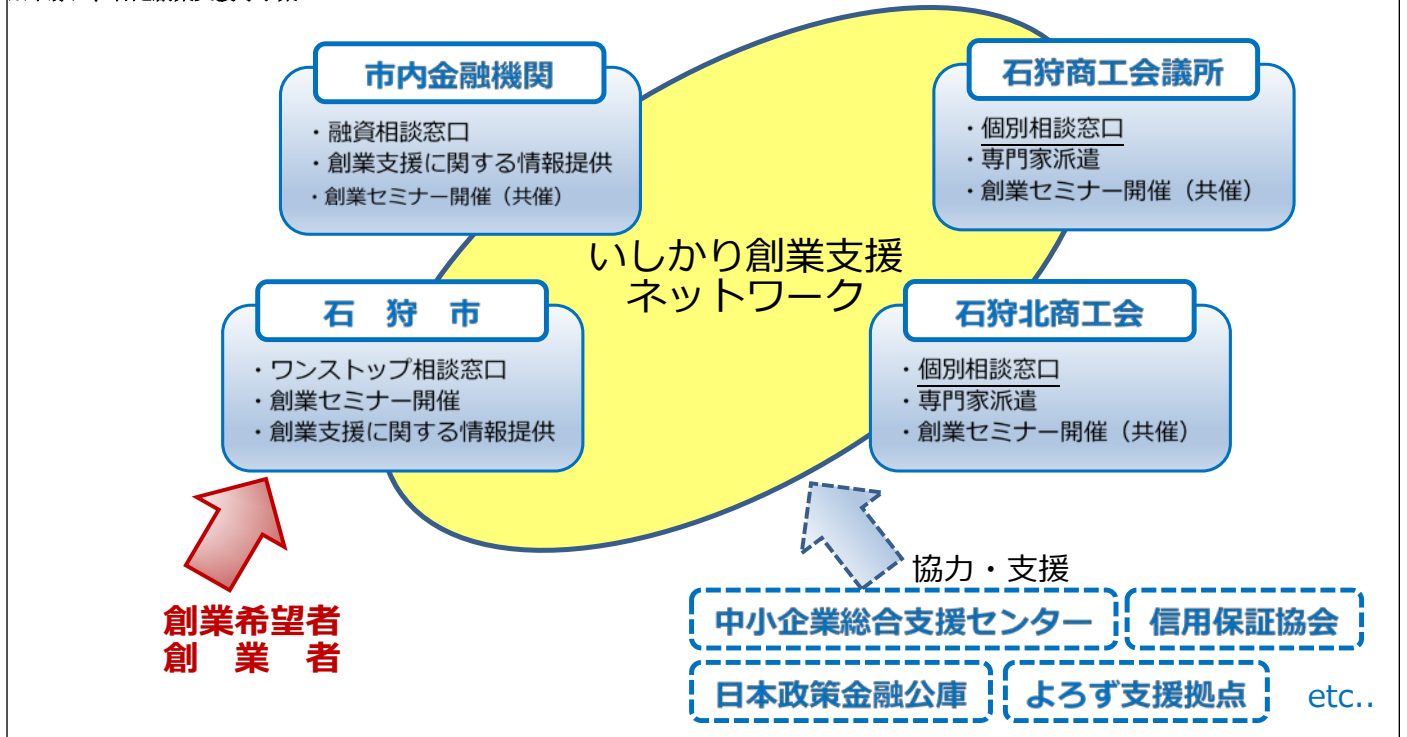 市内金融機関
・融資相談窓口
・創業支援に関する情報提供
・創業セミナー開催（共催）
石狩商工会議所
・個別相談窓口
・専門家派遣
・創業セミナー開催（共催）
いしかり創業支援
ネットワーク
石　狩　市
・ワンストップ相談窓口
・創業セミナー開催
・創業支援に関する情報提供
石狩北商工会
・個別相談窓口
・専門家派遣
・創業セミナー開催（共催）
創業希望者
創　業　者
協力・支援
中小企業総合支援センター
信用保証協会
日本政策金融公庫
よろず支援拠点
etc..